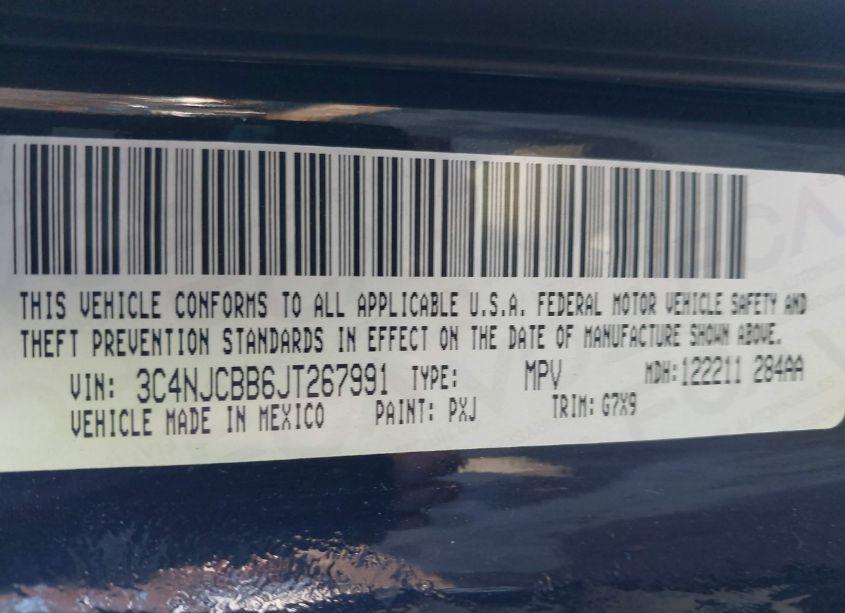 THIS VEHICLE CONFORMS TO ALL APPLICABLE U.S.A. FEDERAL MOTOR VEHICLE SAFETY AND
THEFT PREVENTION STANDARDS IN EFFECT ON THE DATE OF MANUFACTURE SHOWN ABOVE.
VIN: 3C4NJCBB6JT267991 TYPE: MPV MDH:122211 284AA
VEHICLE MADE IN MEXICO PAINT: PXJ TRIM: G7X9